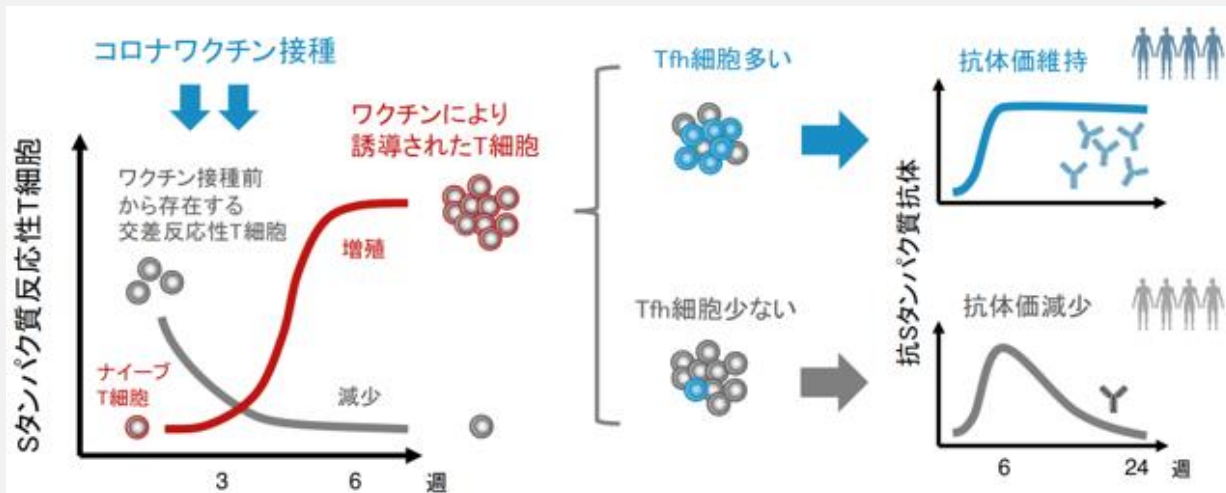 コロナワクチン接種
Sタンパク質反応性T細胞
ワクチン接種前
から存在する
交差反応性T細胞
ワクチンにより
誘導されたT細胞
増殖
ナイーブ
T細胞
減少
3
6
週
Tfh細胞多い
Tfh細胞少ない
抗Sタンパク質抗体
抗体価維持
抗体価減少
6
24
週